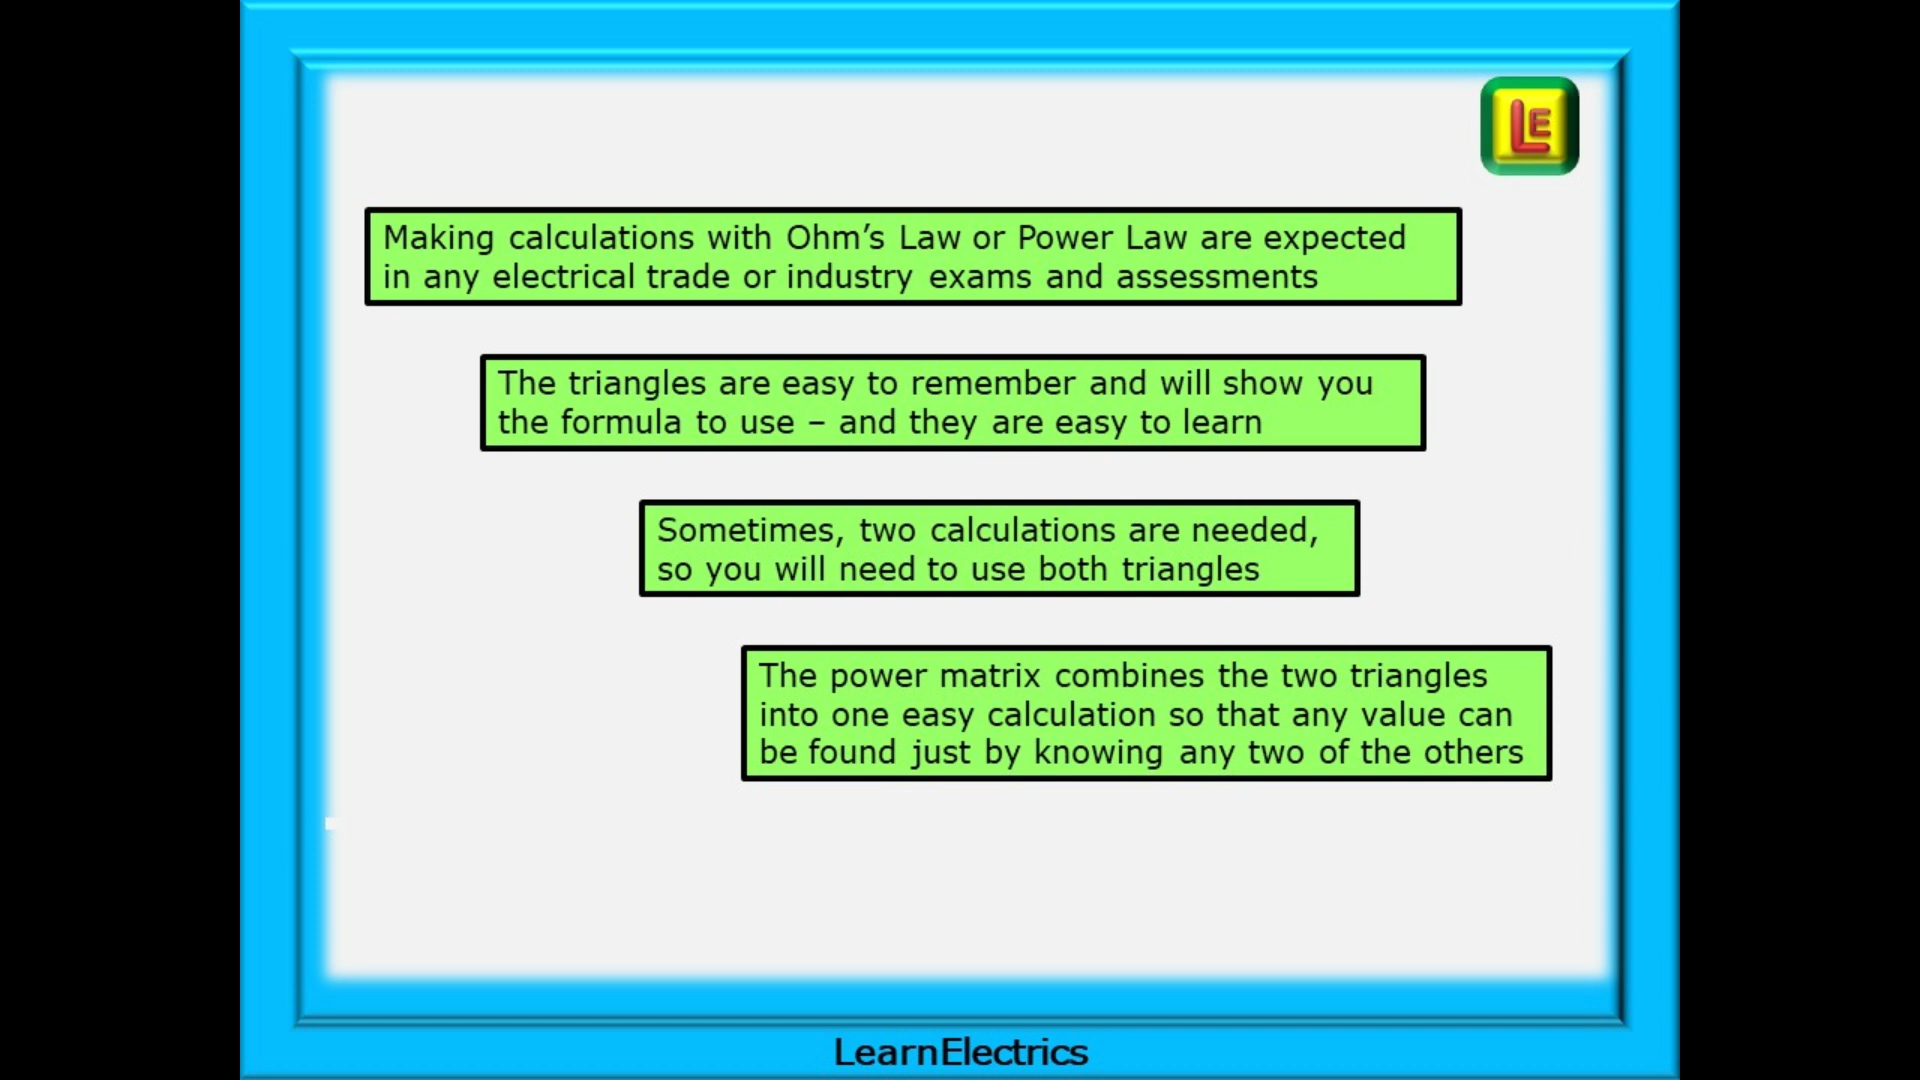 LE
Making calculations with Ohm’s Law or Power Law are expected
in any electrical trade or industry exams and assessments
The triangles are easy to remember and will show you
the formula to use – and they are easy to learn
Sometimes, two calculations are needed,
so you will need to use both triangles
The power matrix combines the two triangles
into one easy calculation so that any value can
be found just by knowing any two of the others
LearnElectrics